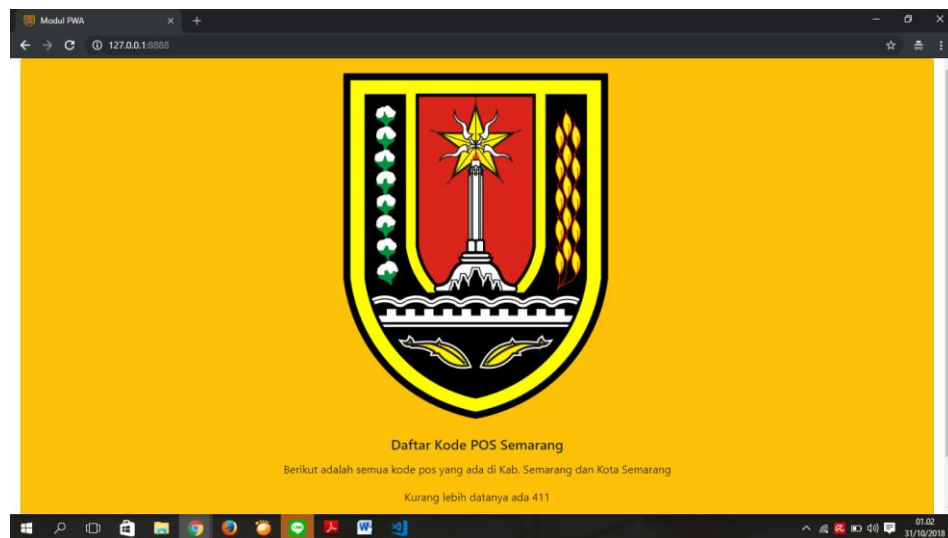 Modul PWA
127.0.0.1:8888
Daftar Kode POS Semarang
Berikut adalah semua kode pos yang ada di Kab. Semarang dan Kota Semarang
Kurang lebih datanya ada 411
01.02
31/10/2018